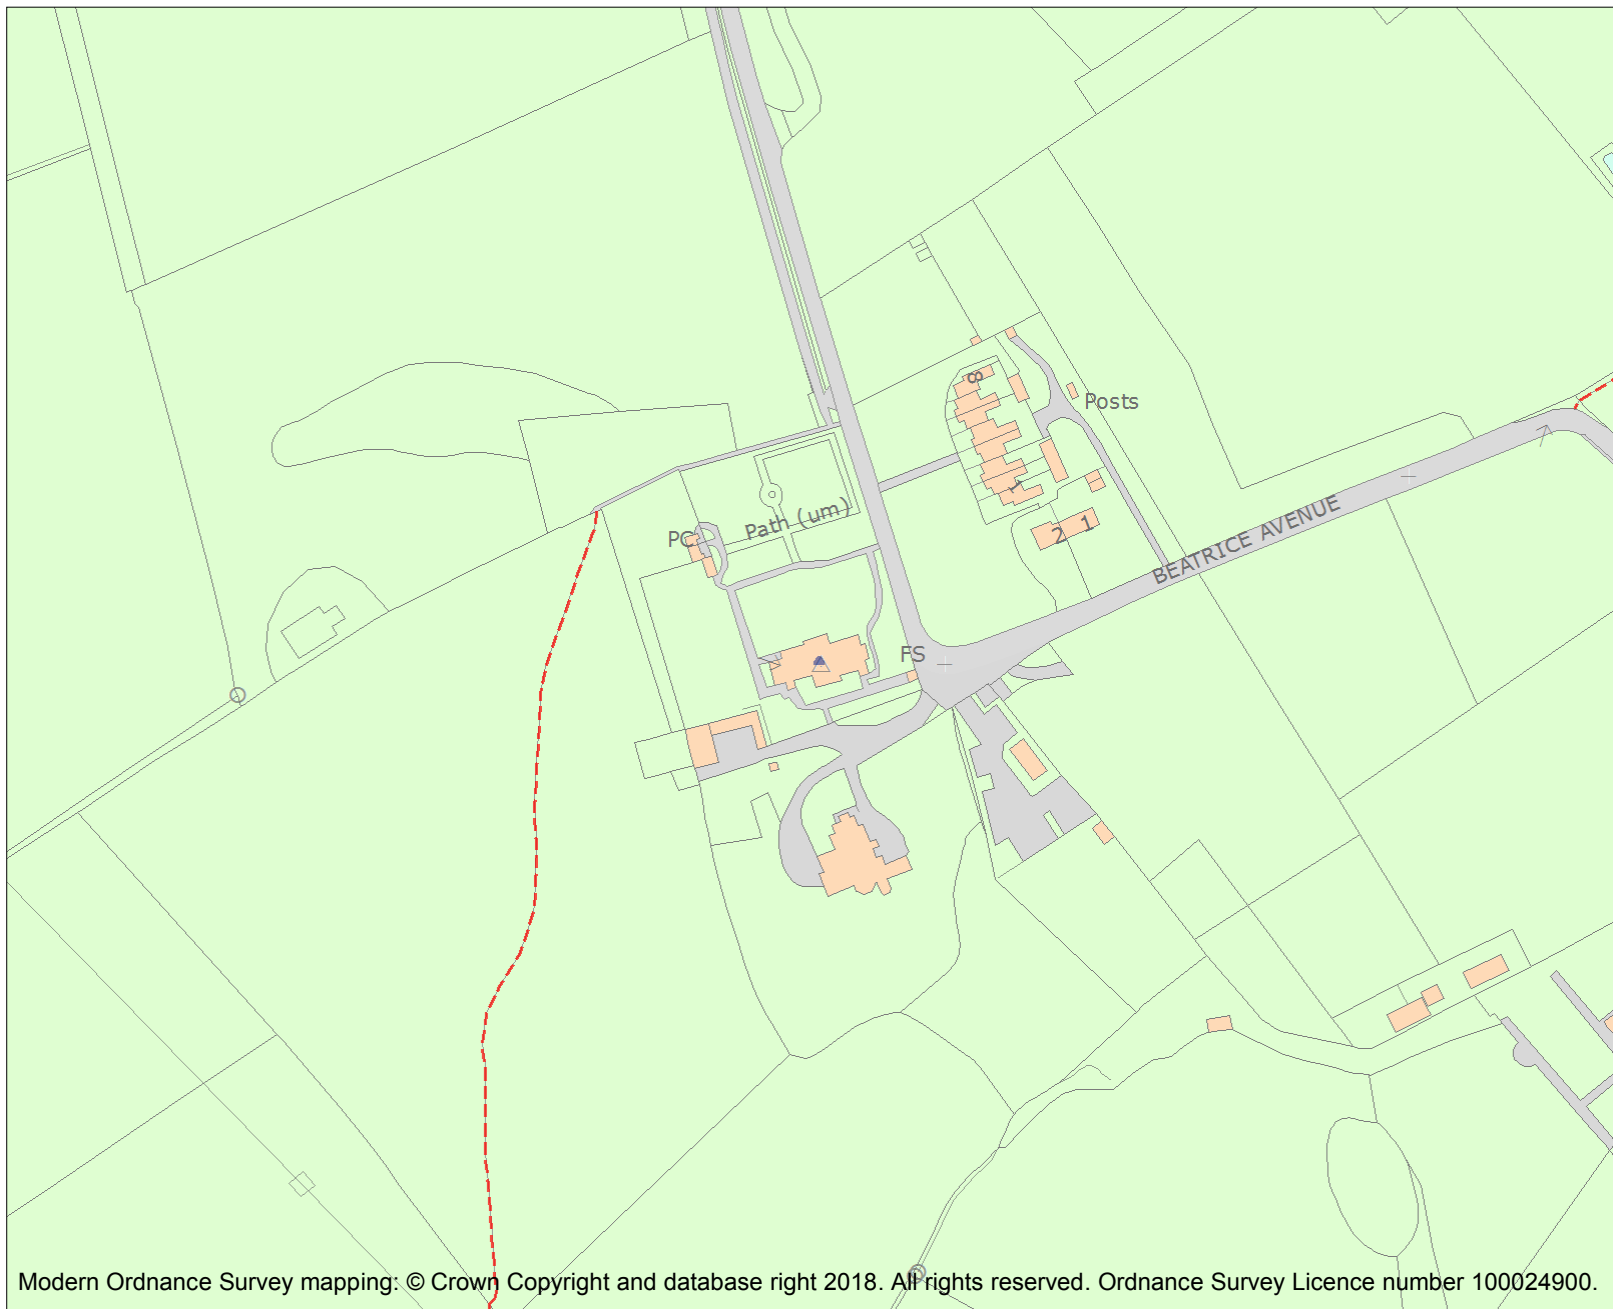 8
Posts
1
Path (um)
PC
2 1
BEATRICE AVENUE
FS
Modern Ordnance Survey mapping: © Crown Copyright and database right 2018. All rights reserved. Ordnance Survey Licence number 100024900.